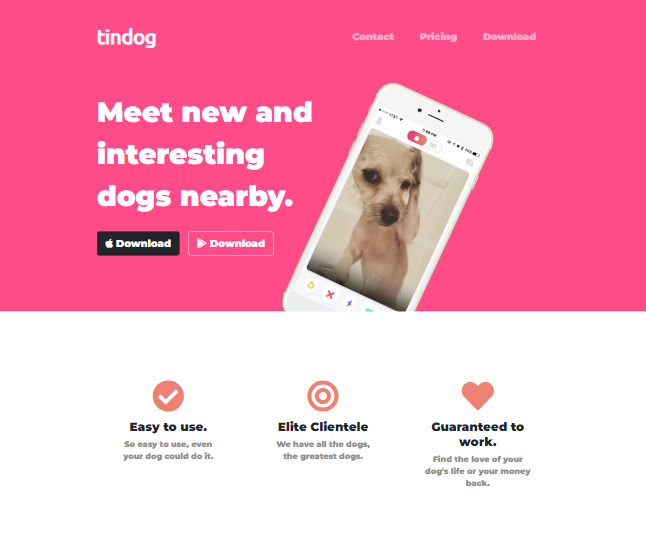 tindog
Contact
Pricing
Download
Meet new and
interesting
dogs nearby.
Download
Download
Easy to use.
So easy to use, even
your dog could do it.
Elite Clientele
We have all the dogs,
the greatest dogs.
Guaranteed to
work.
Find the love of your
dog's life or your money
back.